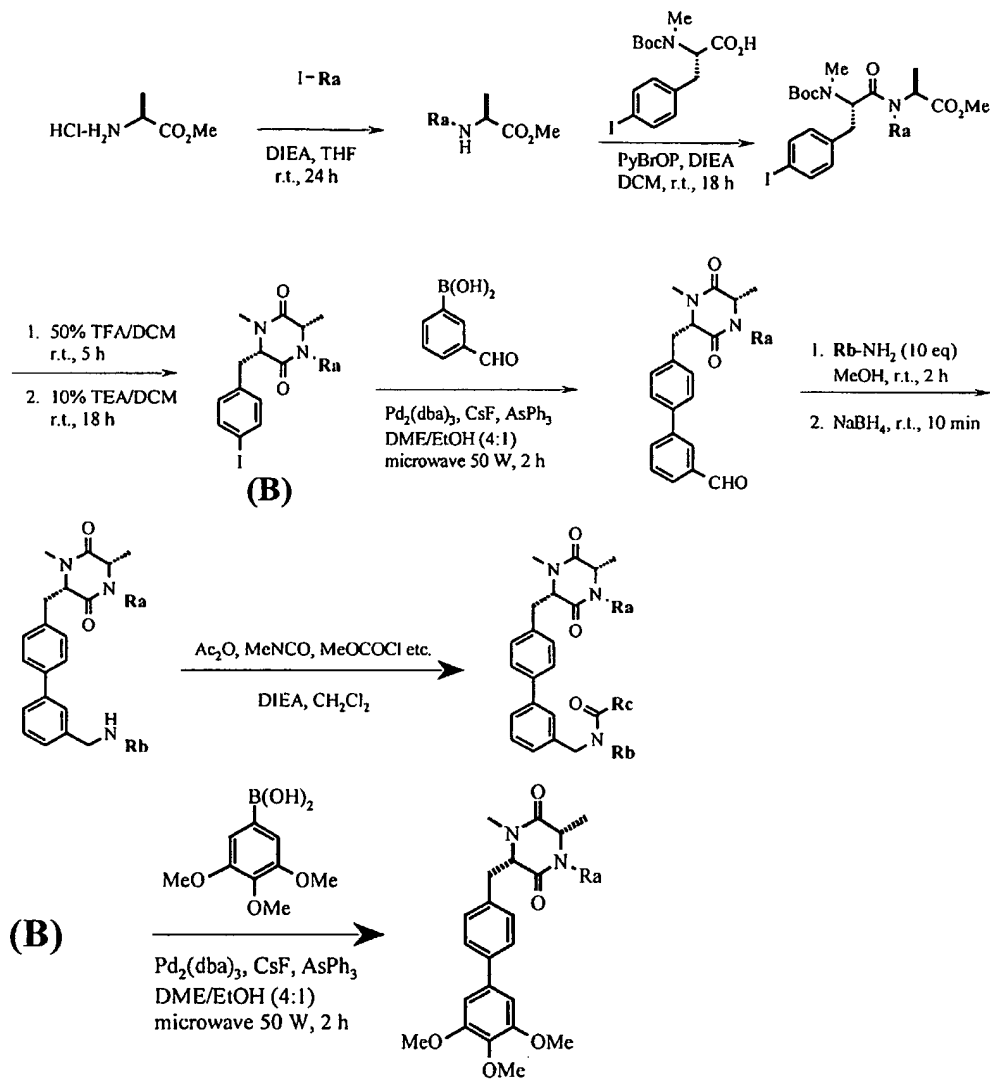 HCl-H2N
CO2Me
I-Ra
DIEA, THF
r.t., 24 h
Ra
N
H
CO2Me
Me
BocN
CO2H
I
PyBrOP, DIEA
DCM, r.t., 18 h
Me O
BocN
N
CO2Me
Ra
I
1. 50% TFA/DCM
r.t., 5 h
2. 10% TEA/DCM
r.t., 18 h
O
N
N
Ra
O
I
(B)
B(OH)2
CHO
Pd2(dba)3, CsF, AsPh3
DME/EtOH (4:1)
microwave 50 W, 2 h
O
N
N
Ra
O
CHO
1. Rb-NH2 (10 eq)
MeOH, r.t., 2 h
2. NaBH4, r.t., 10 min
O
N
N
Ra
O
H
N
Rb
Ac2O, MeNCO, MeOCOCl etc.
DIEA, CH2Cl2
O
N
N
Ra
O
O Rc
N
Rb
(B)
B(OH)2
MeO OMe
OMe
Pd2(dba)3, CsF, AsPh3
DME/EtOH (4:1)
microwave 50 W, 2 h
O
N
N
Ra
O
MeO OMe
OMe